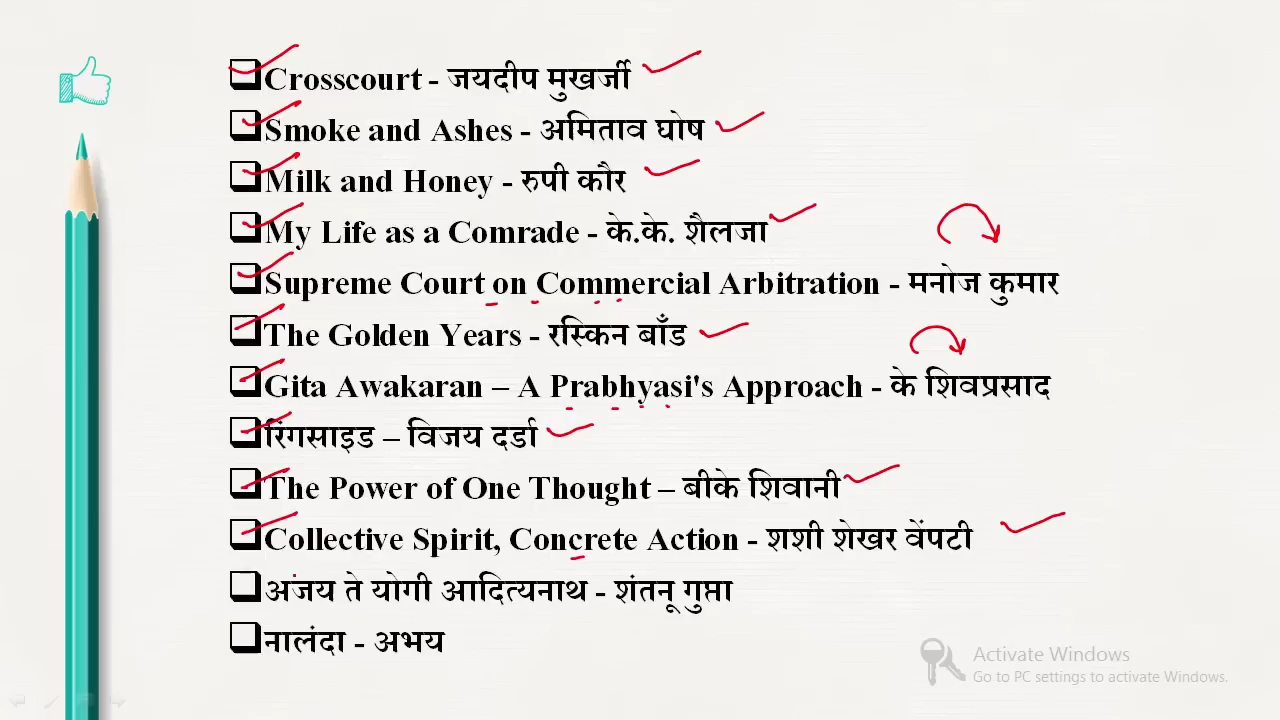 Crosscourt - जयदीप मुखर्जी
Smoke and Ashes - अमिताव घोष
Milk and Honey - रुपी कौर
My Life as a Comrade - के.के. शैलजा
Supreme Court on Commercial Arbitration - मनोज कुमार
The Golden Years - रस्किन बाँड
Gita Awakaran – A Prabhyasi's Approach - के शिवप्रसाद
रिंगसाइड – विजय दर्डा
The Power of One Thought – बीके शिवानी
Collective Spirit, Concrete Action - शशी शेखर वेंपटी
अजय ते योगी आदित्यनाथ - शंतनू गुप्ता
नालंदा - अभय
Activate Windows
Go to PC settings to activate Windows.